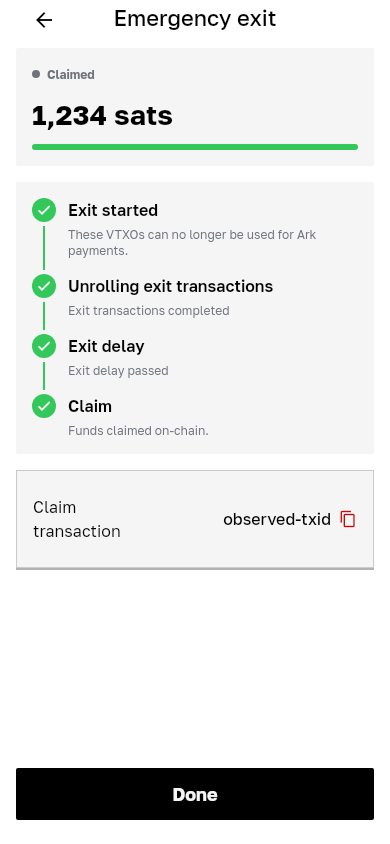 Emergency exit
Claimed
1,234 sats
Exit started
These VTXOs can no longer be used for Ark
payments.
Unrolling exit transactions
Exit transactions completed
Exit delay
Exit delay passed
Claim
Funds claimed on-chain.
Claim
transaction
observed-txid
Done